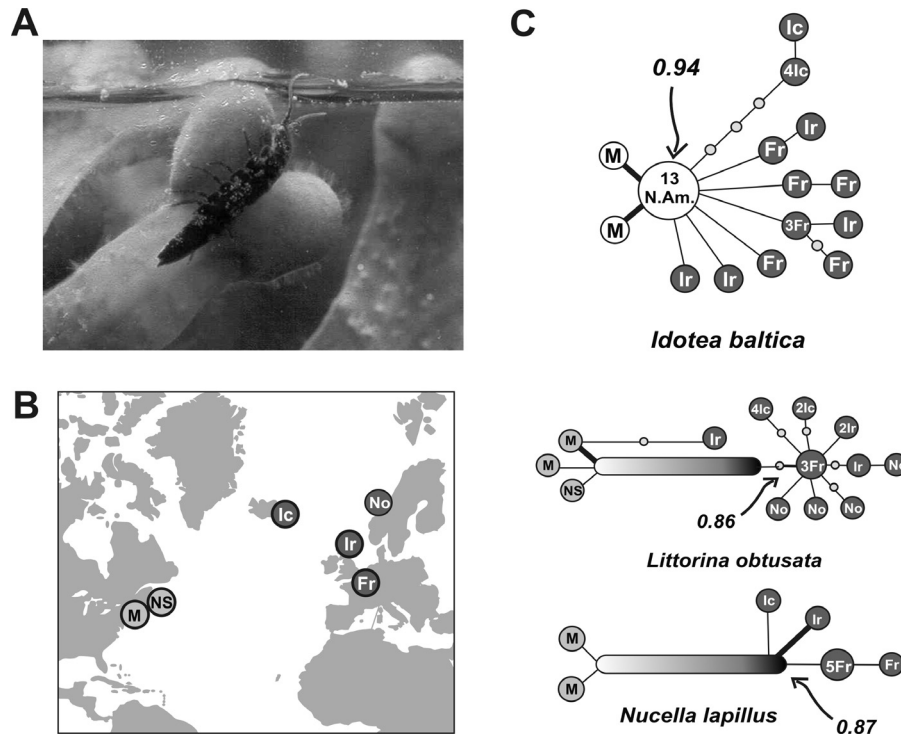 A
B
Ic
No
Ir
Fr
NS
M
C
Ic
4Ic
0.94
Ir
Fr
M
13
N.Am.
Fr
Fr
3Fr
Ir
M
Fr
Fr
Ir
Ir
Idotea baltica
4Ic
2Ic
2Ir
M
Ir
M
3Fr
Ir
No
NS
No
No
No
0.86
Littorina obtusata
Ic
Ir
M
5Fr
Fr
M
Nucella lapillus
0.87